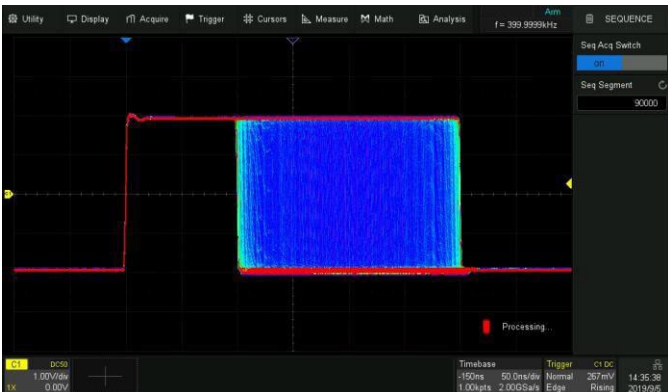 Utility Display Acquire Trigger Cursors Measure Math Analysis Arm
f = 399.9999kHz
SEQUENCE
Seq Acq Switch
on
Seq Segment
90000
Processing...
C1 DC50
1.00V/div
1X 0.00V
Timebase
-150ns 50.0ns/div
1.00kpts 2.00GSa/s
Trigger C1 DC
Normal 267mV
Edge Rising
14:35:38
2019/9/5